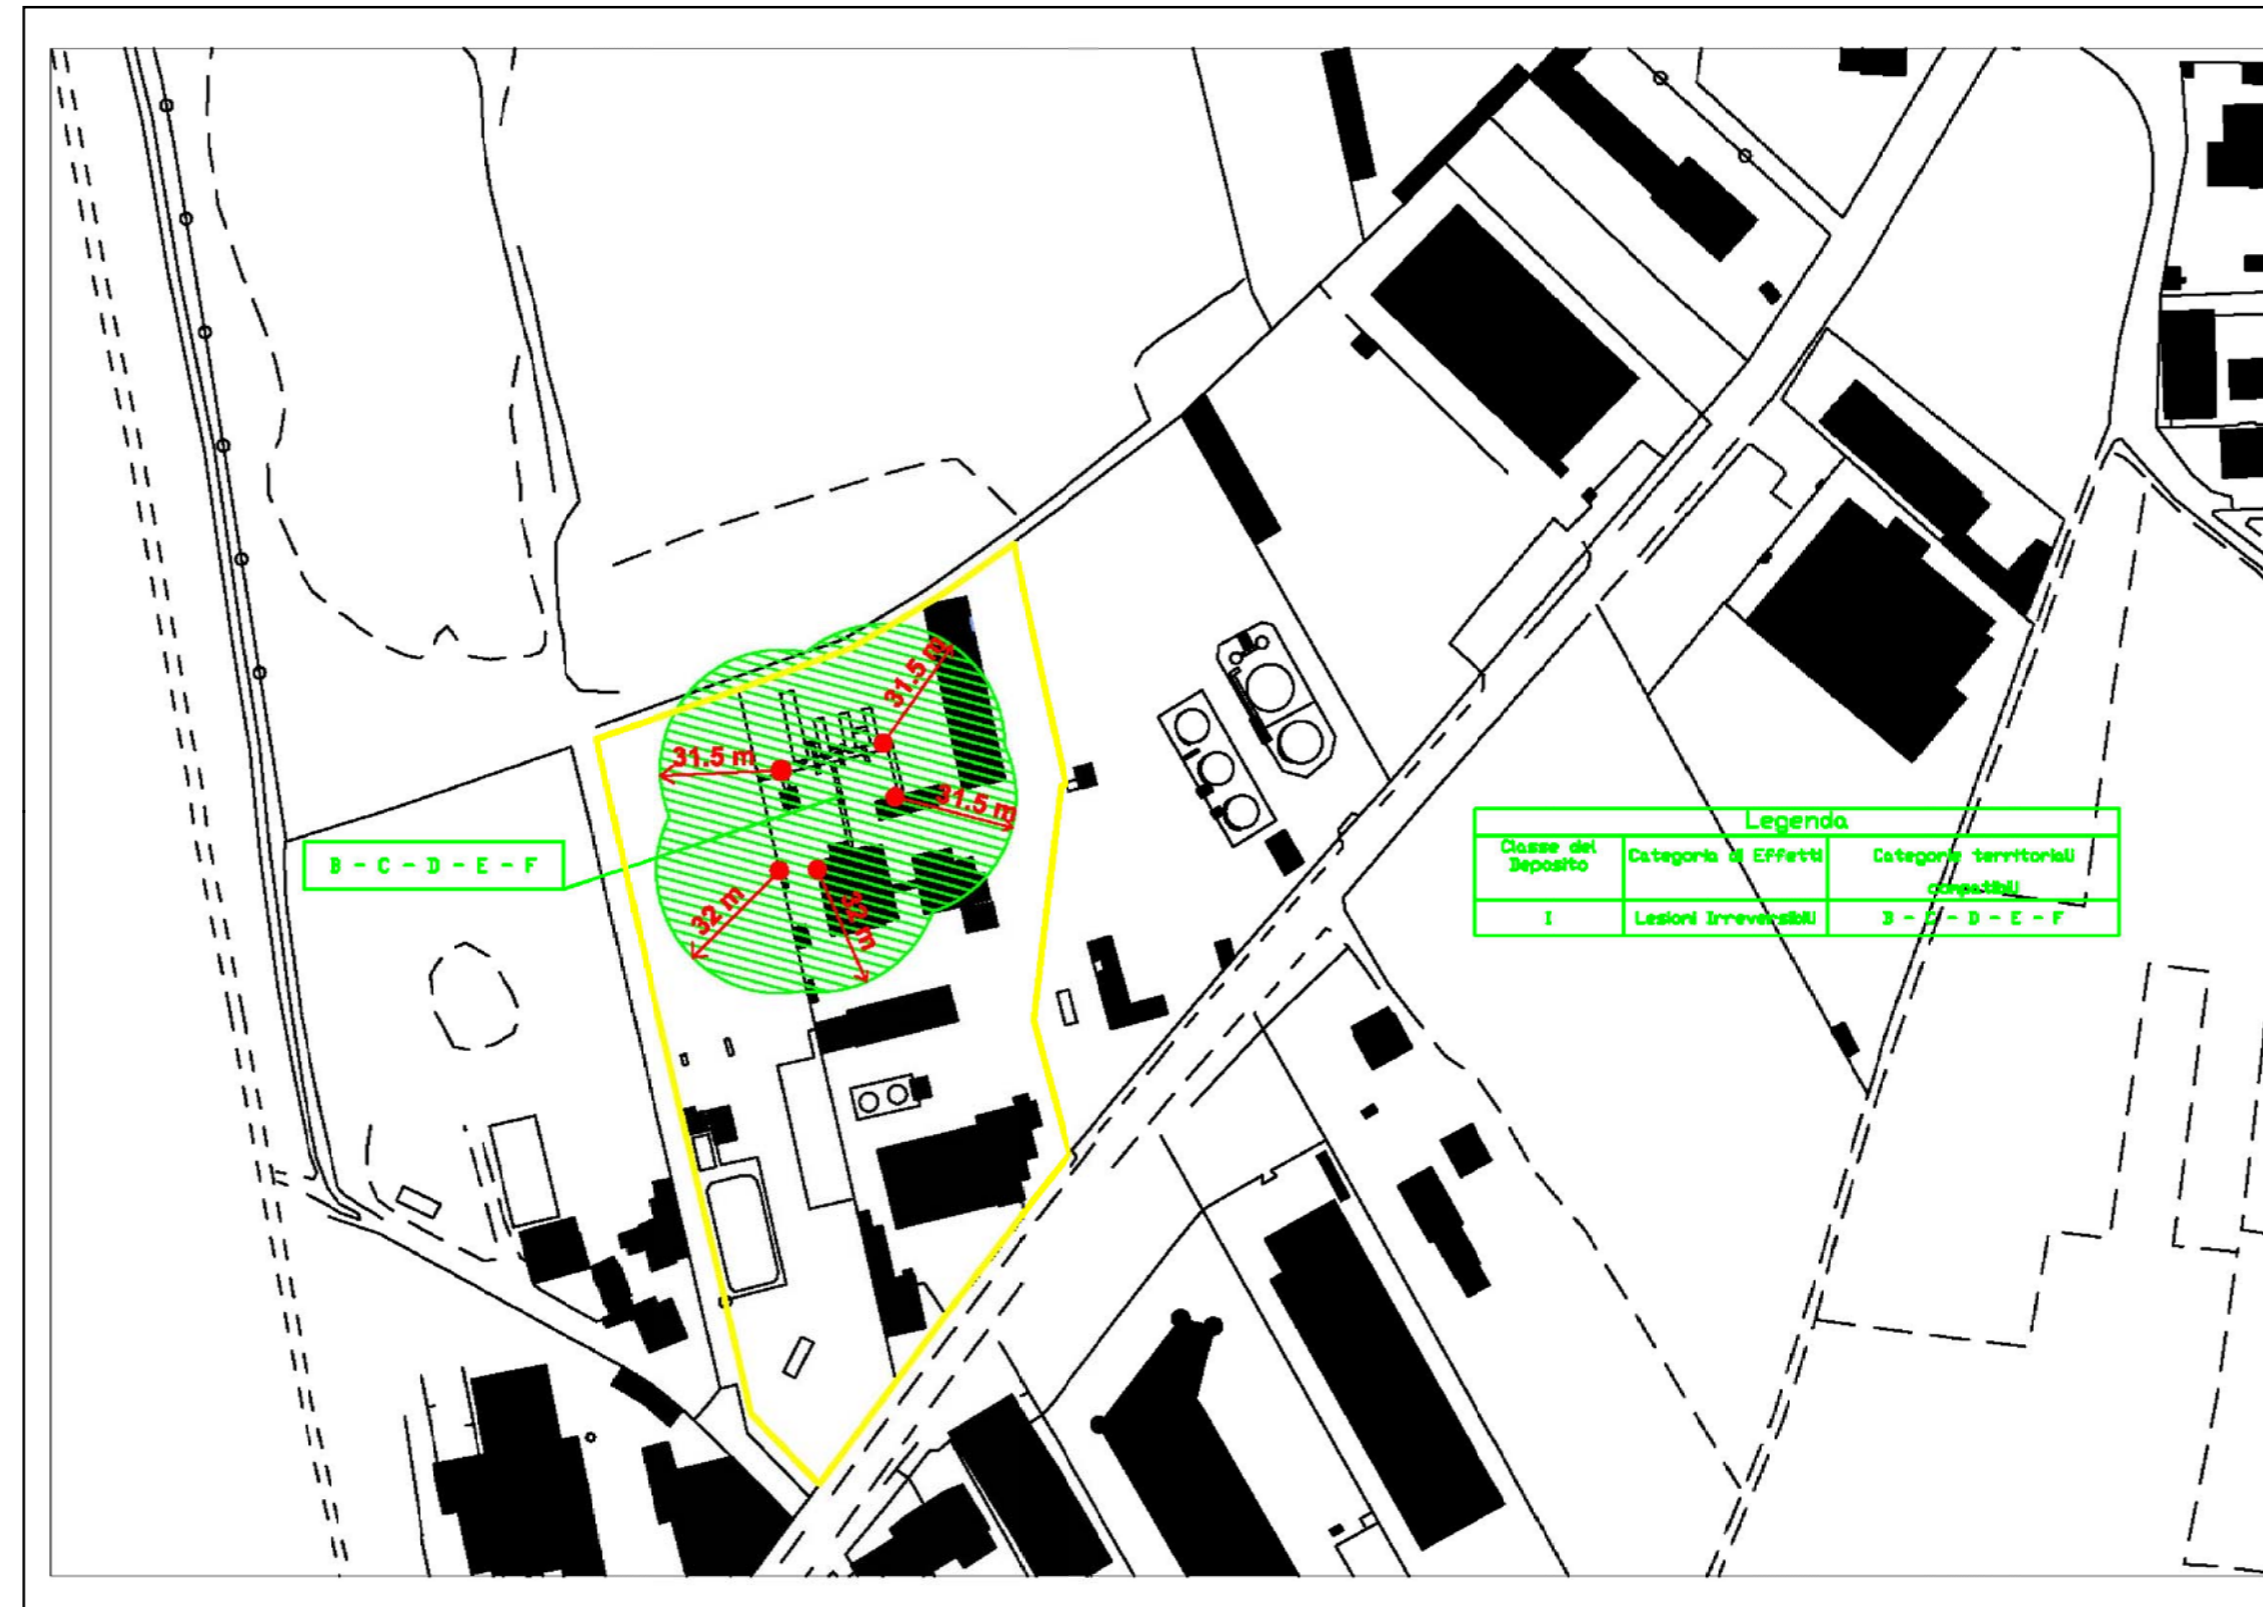 31.5 m
31.5 m
31.5 m
B - C - D - E - F
32 m
32 m
Legenda
Classe del
Deposito
Categoria di Effetti
Categorie territoriali
compatibili
I
Lesioni Irreversibili
B - C - D - E - F